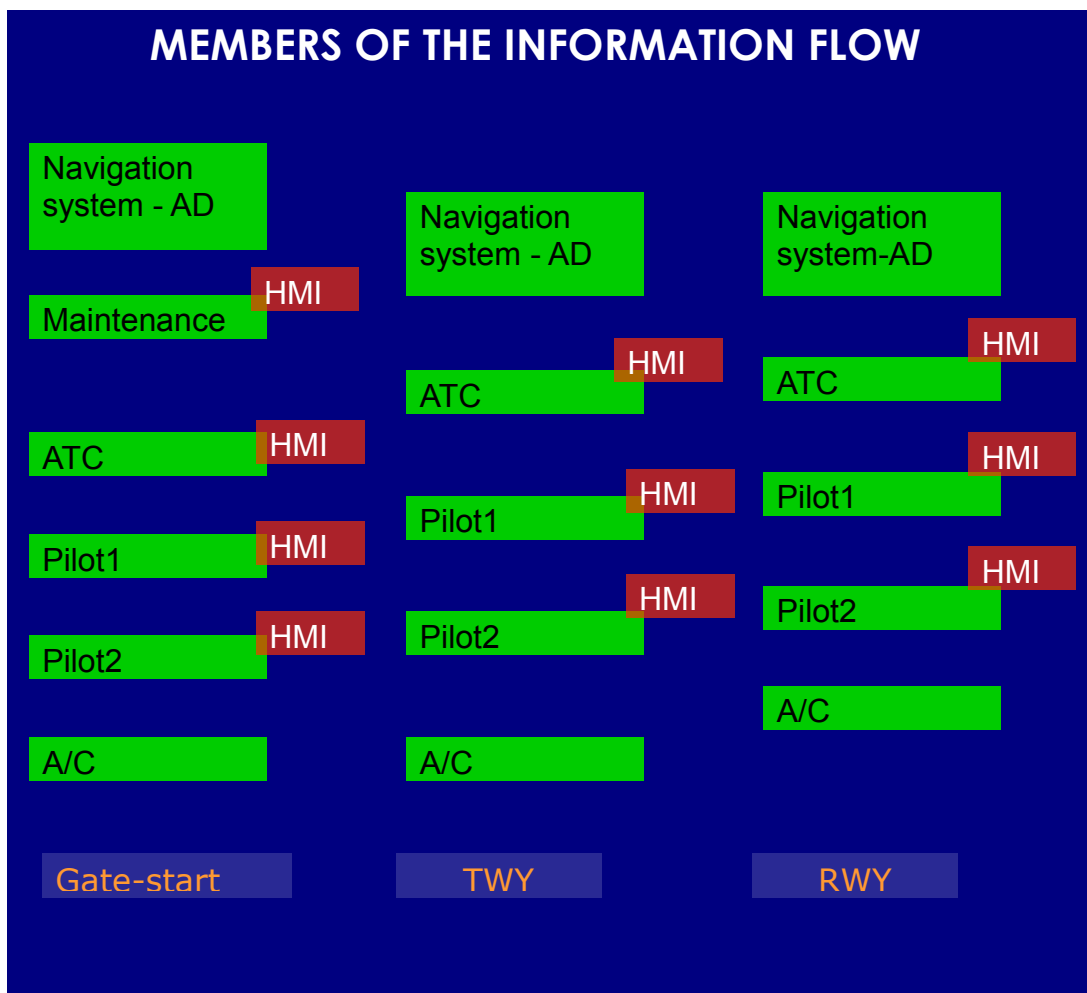 MEMBERS OF THE INFORMATION FLOW
Navigation
system - AD
HMI
Maintenance
HMI
ATC
HMI
Pilot1
HMI
Pilot2
A/C
Gate-start
Navigation
system - AD
HMI
ATC
HMI
Pilot1
HMI
Pilot2
A/C
TWY
Navigation
system-AD
HMI
ATC
HMI
Pilot1
HMI
Pilot2
A/C
RWY